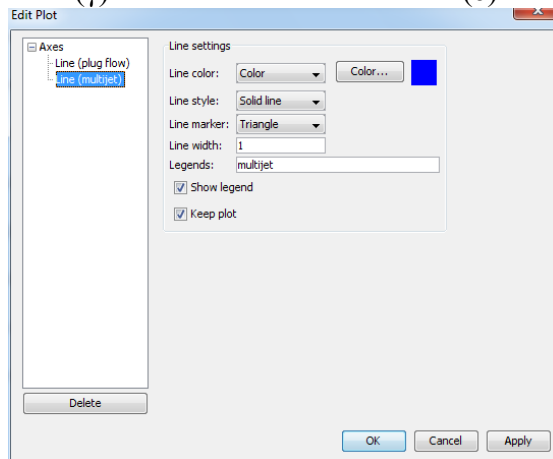 (γ)
Edit Plot
Axes
Line (plug flow)
Line (multijet)
Delete
Line settings
Line color: Color Color...
Line style: Solid line
Line marker: Triangle
Line width: 1
Legends: multijet
Show legend
Keep plot
OK Cancel Apply